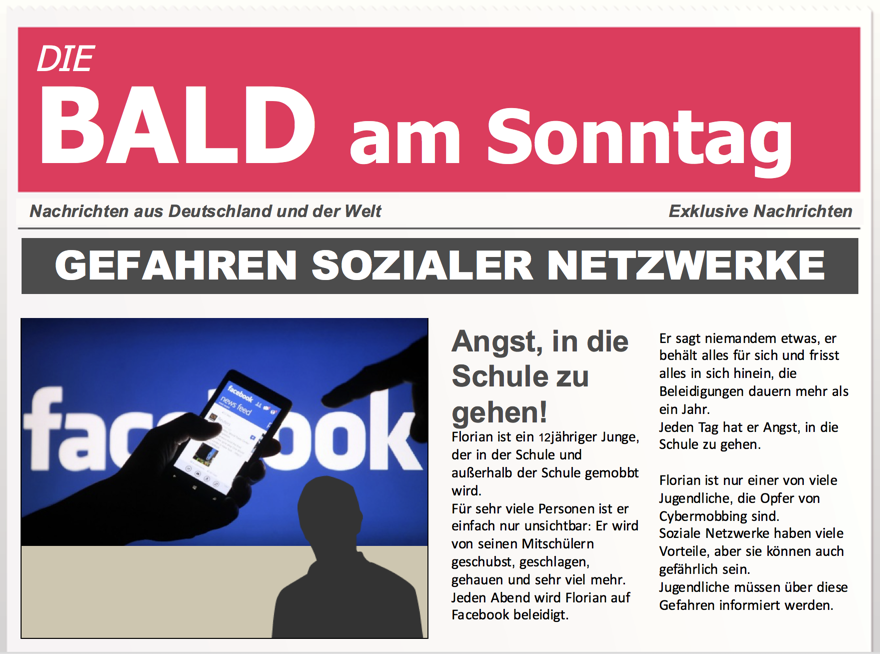 DIE
BALD am Sonntag
Nachrichten aus Deutschland und der Welt
Exklusive Nachrichten
GEFAHREN SOZIALER NETZWERKE
facebook
facebook
news feed
Angst, in die
Schule zu
gehen!
Florian ist ein 12jähriger Junge,
der in der Schule und
außerhalb der Schule gemobbt
wird.
Für sehr viele Personen ist er
einfach nur unsichtbar: Er wird
von seinen Mitschülern
geschubst, geschlagen,
gehauen und sehr viel mehr.
Jeden Abend wird Florian auf
Facebook beleidigt.
Er sagt niemandem etwas, er
behält alles für sich und frisst
alles in sich hinein, die
Beleidigungen dauern mehr als
ein Jahr.
Jeden Tag hat er Angst, in die
Schule zu gehen.
Florian ist nur einer von viele
Jugendliche, die Opfer von
Cybermobbing sind.
Soziale Netzwerke haben viele
Vorteile, aber sie können auch
gefährlich sein.
Jugendliche müssen über diese
Gefahren informiert werden.